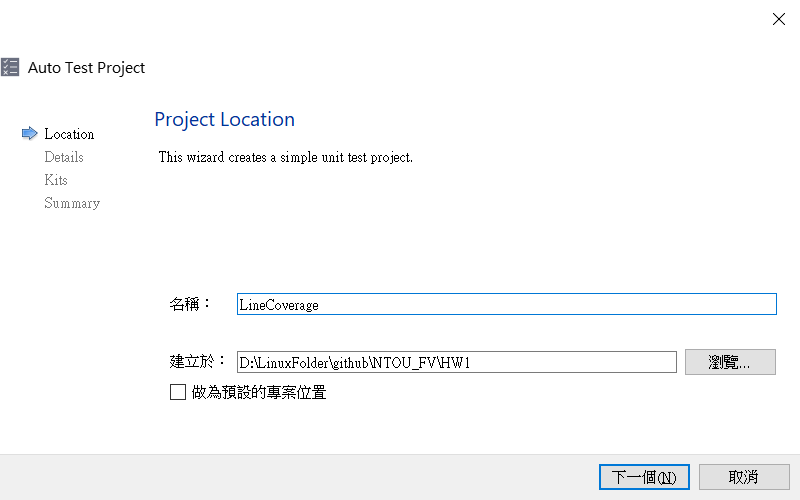 Auto Test Project
Location
Details
Kits
Summary
Project Location
This wizard creates a simple unit test project.
名稱：
LineCoverage
建立於：
D:\LinuxFolder\github\NTOU_FV\HW1
瀏覽...
做為預設的專案位置
下一個(N)
取消